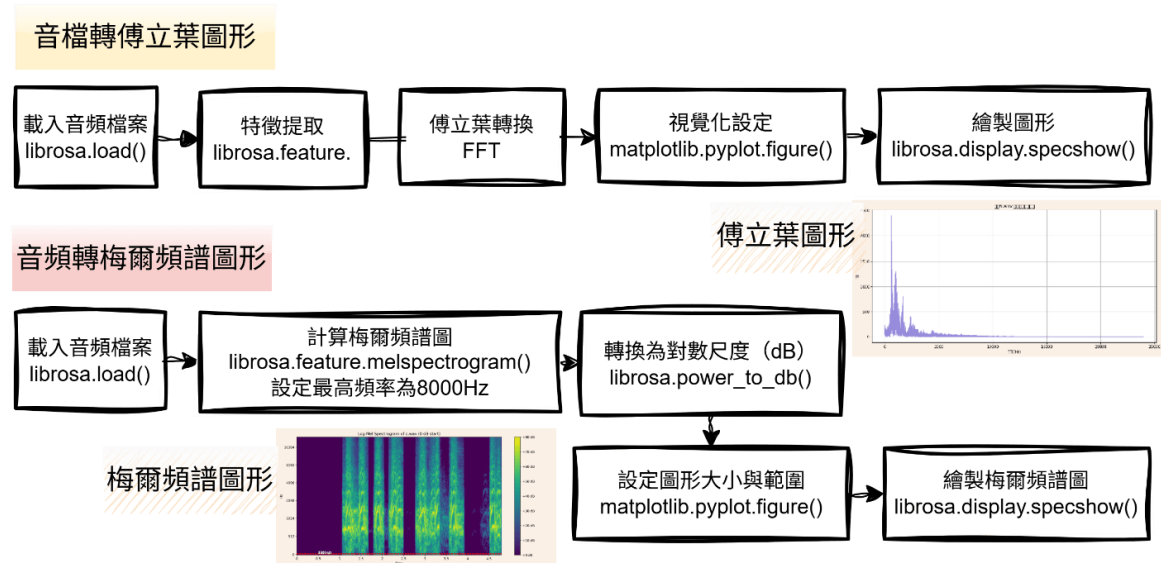 音檔轉傅立葉圖形
載入音頻檔案
librosa.load()
特徵提取
librosa.feature.
傅立葉轉換
FFT
視覺化設定
matplotlib.pyplot.figure()
繪製圖形
librosa.display.specshow()
傅立葉圖形
音頻轉梅爾頻譜圖形
載入音頻檔案
librosa.load()
計算梅爾頻譜圖
librosa.feature.melspectrogram()
設定最高頻率為8000Hz
轉換為對數尺度（dB）
librosa.power_to_db()
設定圖形大小與範圍
matplotlib.pyplot.figure()
繪製梅爾頻譜圖
librosa.display.specshow()
梅爾頻譜圖形